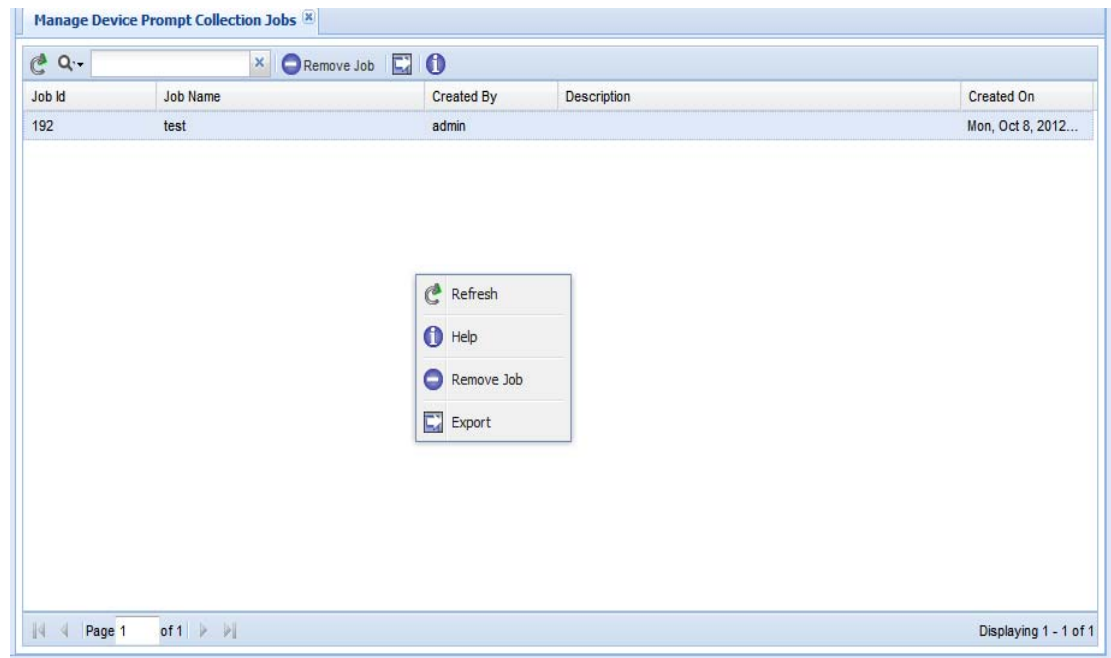 Manage Device Prompt Collection Jobs
Remove Job
Job Id Job Name Created By Description Created On
192 test admin Mon, Oct 8, 2012...
Refresh
Help
Remove Job
Export
Page 1 of 1 Displaying 1 - 1 of 1